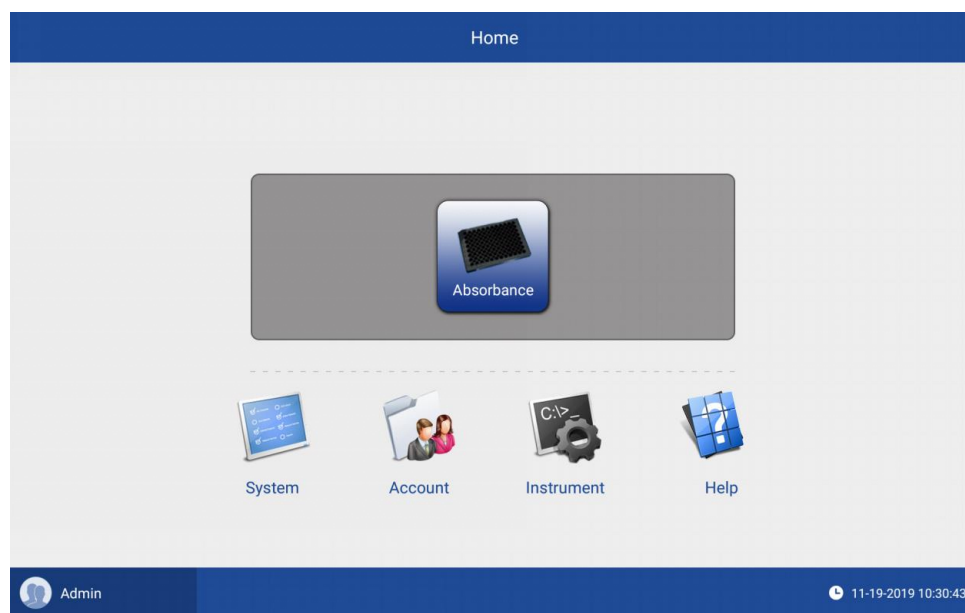 Home
Absorbance
C:\>_
System
Account
Instrument
Help
Admin
11-19-2019 10:30:43